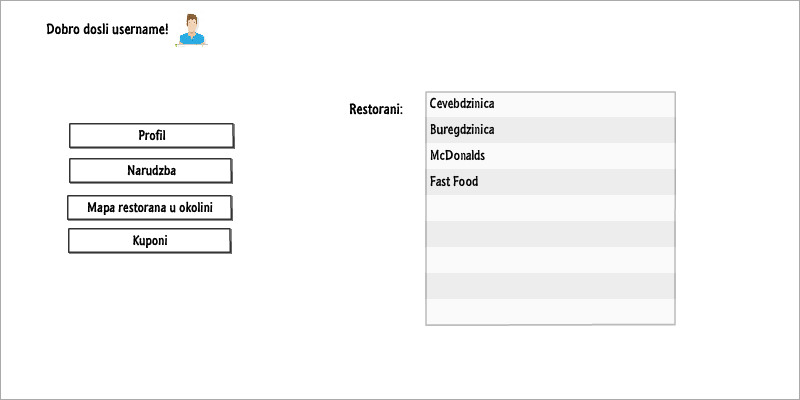 Dobro dosli username!
Profil
Narudzba
Mapa restorana u okolini
Kuponi
Restorani:
Cevebdzinica
Buregdzinica
McDonalds
Fast Food